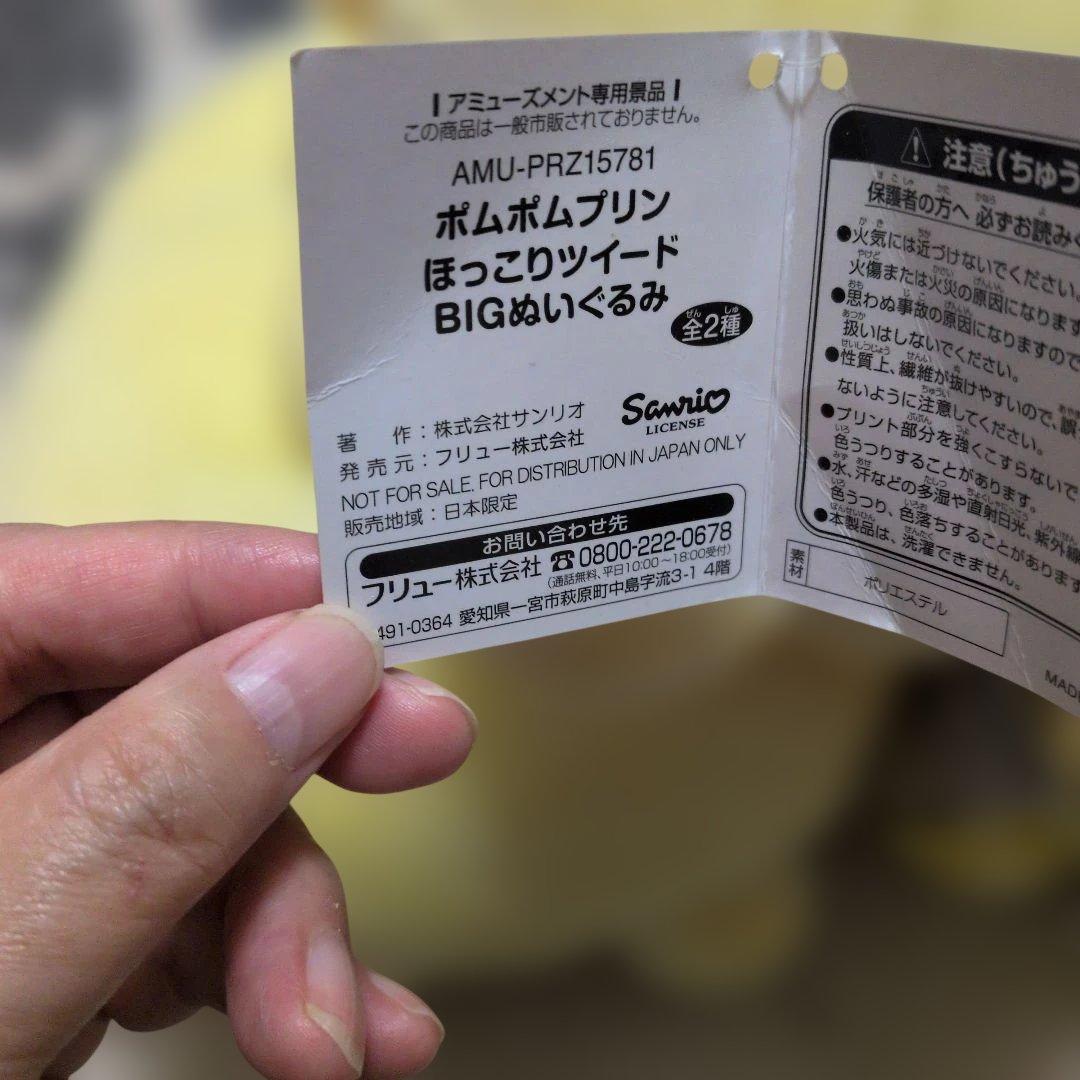 アミューズメント専用景品
この商品は一般市販されておりません。
AMU-PRZ15781
ポムポムプリン
ほっこりツイード
BIGぬいぐるみ
全2種
ぜん しゅ
Sanrio
LICENSE
著 作:株式会社サンリオ
発売元:フリュー株式会社
NOT FOR SALE. FOR DISTRIBUTION IN JAPAN ONLY
販売地域:日本限定
お問い合わせ先
フリュー株式会社 ☎0800-222-0678
(通話無料、平日10:00~18:00受付)
491-0364 愛知県一宮市萩原町中島字流3-1 4階
⚠ 注意(ちゅう
保護者の方へ 必ずお読み
●火気には近づけないでください。
火傷または火災の原因になります
●思わぬ事故の原因になりますので
扱いはしないでください。
●性質上、繊維が抜けやすいので、誤
ないように注意してください。
●プリント部分を強くこすらないで
色うつりすることがあります。
●水、汗などの多湿や直射日光、紫外線
色うつり、色落ちすることがあります
●本製品は、洗濯できません。
素材
ポリエステル
MAD